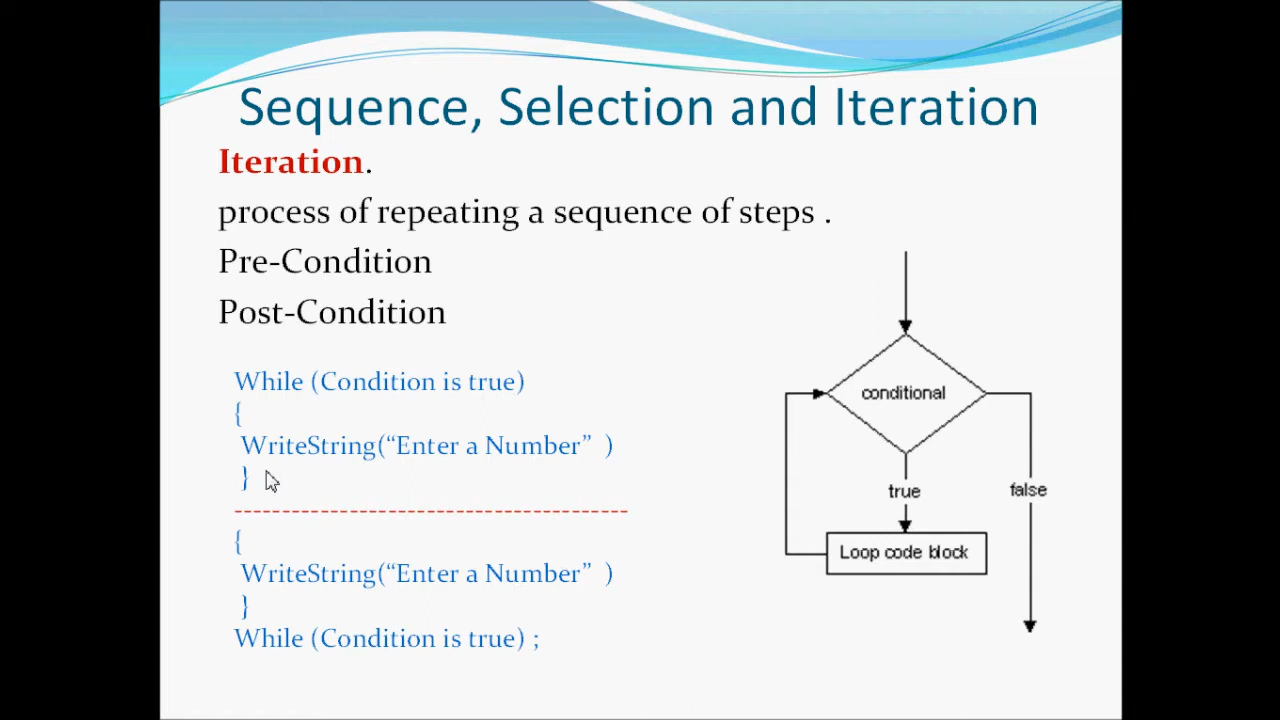 Sequence, Selection and Iteration
Iteration.
process of repeating a sequence of steps .
Pre-Condition
Post-Condition
While (Condition is true)
{
WriteString(“Enter a Number” )
}
-----------------------------------------
{
WriteString(“Enter a Number” )
}
While (Condition is true) ;
conditional
true
false
Loop code block